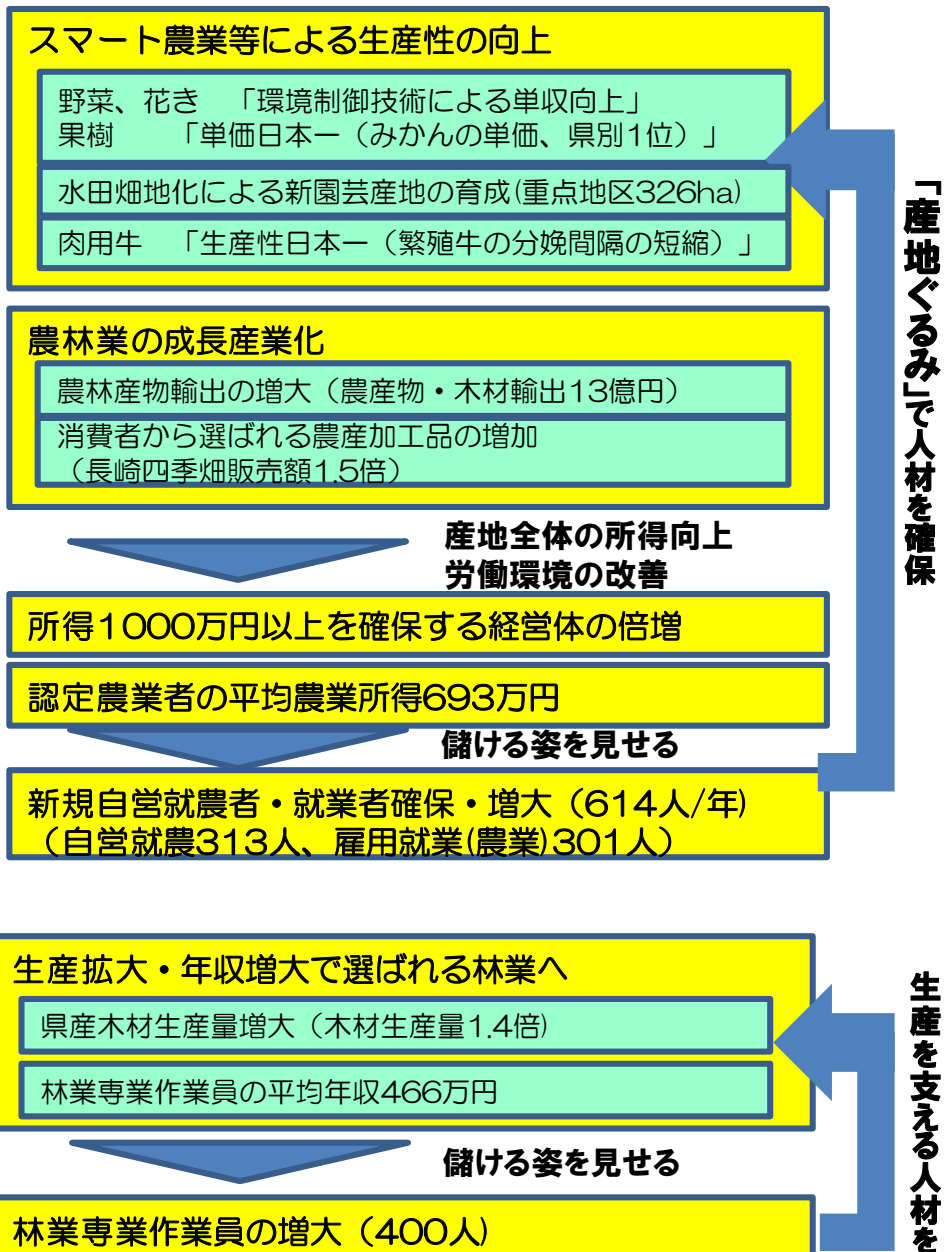 スマート農業等による生産性の向上
野菜、花き　「環境制御技術による単収向上」
果樹　　「単価日本一（みかんの単価、県別1位）」
水田畑地化による新園芸産地の育成(重点地区326ha)
肉用牛　「生産性日本一（繁殖牛の分娩間隔の短縮）」
農林業の成長産業化
農林産物輸出の増大（農産物・木材輸出13億円）
消費者から選ばれる農産加工品の増加
（長崎四季畑販売額1.5倍）
産地全体の所得向上
労働環境の改善
所得1000万円以上を確保する経営体の倍増
認定農業者の平均農業所得693万円
儲ける姿を見せる
新規自営就農者・就業者確保・増大（614人/年)
（自営就農313人、雇用就業(農業)301人）
「産地ぐるみ」で人材を確保
生産拡大・年収増大で選ばれる林業へ
県産木材生産量増大（木材生産量1.4倍)
林業専業作業員の平均年収466万円
儲ける姿を見せる
林業専業作業員の増大（400人)
生産を支える人材を